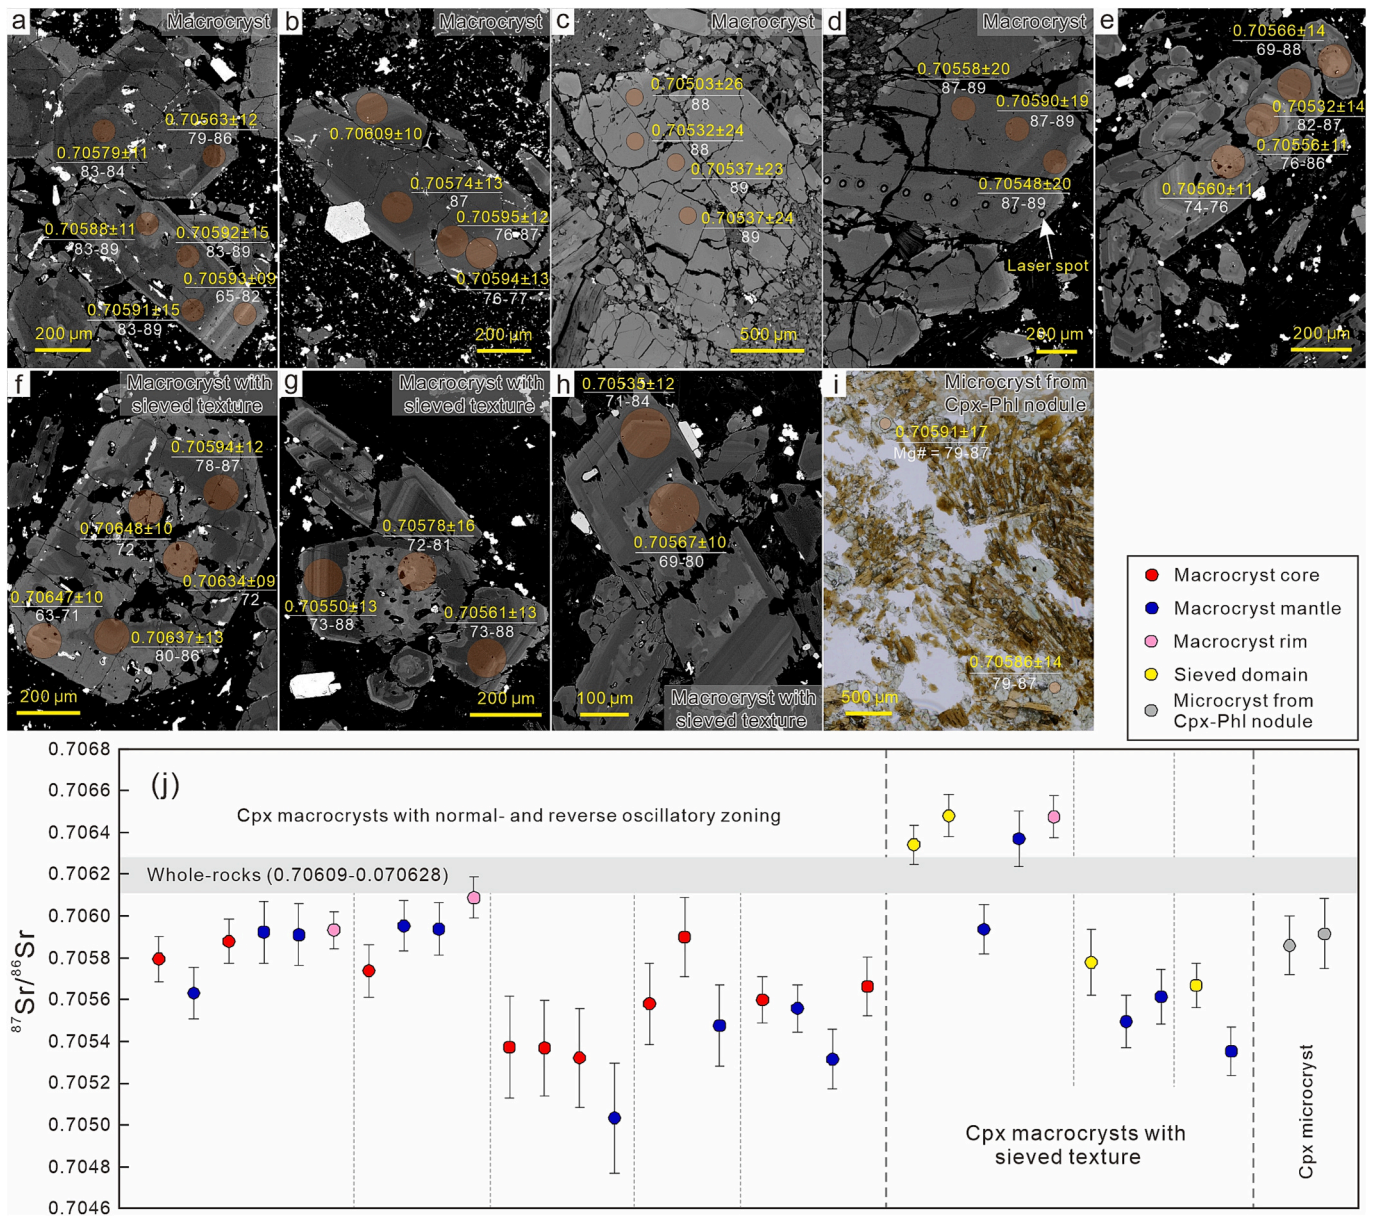 a
Macrocryst
0.70563±12
79-86
0.70579±11
83-84
0.70588±11
83-89
0.70592±15
83-89
0.70593±09
65-82
0.70591±15
83-89
200 µm
b
Macrocryst
0.70609±10
0.70574±13
87
0.70595±12
76-87
0.70594±13
76-77
200 µm
c
Macrocryst
0.70503±26
88
0.70532±24
88
0.70537±23
89
0.70537±24
89
500 µm
d
Macrocryst
0.70558±20
87-89
0.70590±19
87-89
0.70548±20
87-89
Laser spot
200 µm
e
0.70566±14
69-88
0.70532±14
82-87
0.70556±11
76-86
0.70560±11
74-76
200 µm
f
Macrocryst with
sieved texture
0.70594±12
78-87
0.70648±10
72
0.70634±09
72
0.70647±10
63-71
0.70637±13
80-86
200 µm
g
Macrocryst with
sieved texture
0.70578±16
72-81
0.70550±13
73-88
0.70561±13
73-88
200 µm
h
0.70535±12
71-84
0.70567±10
69-80
100 µm
Macrocryst with
sieved texture
i
Microcryst from
Cpx-Phl nodule
0.70591±17
Mg# = 79-87
0.70586±14
79-87
500 µm
Macrocryst core
Macrocryst mantle
Macrocryst rim
Sieved domain
Microcryst from
Cpx-Phl nodule
(j)
87Sr/86Sr
0.7068
0.7066
0.7064
0.7062
0.7060
0.7058
0.7056
0.7054
0.7052
0.7050
0.7048
0.7046
Cpx macrocrysts with normal- and reverse oscillatory zoning
Whole-rocks (0.70609-0.070628)
Cpx macrocrysts with
sieved texture
Cpx microcryst